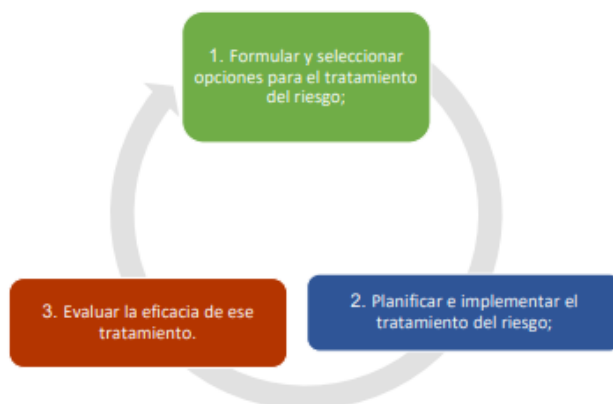 1. Formular y seleccionar
opciones para el tratamiento
del riesgo;
2. Planificar e implementar el
tratamiento del riesgo;
3. Evaluar la eficacia de ese
tratamiento.